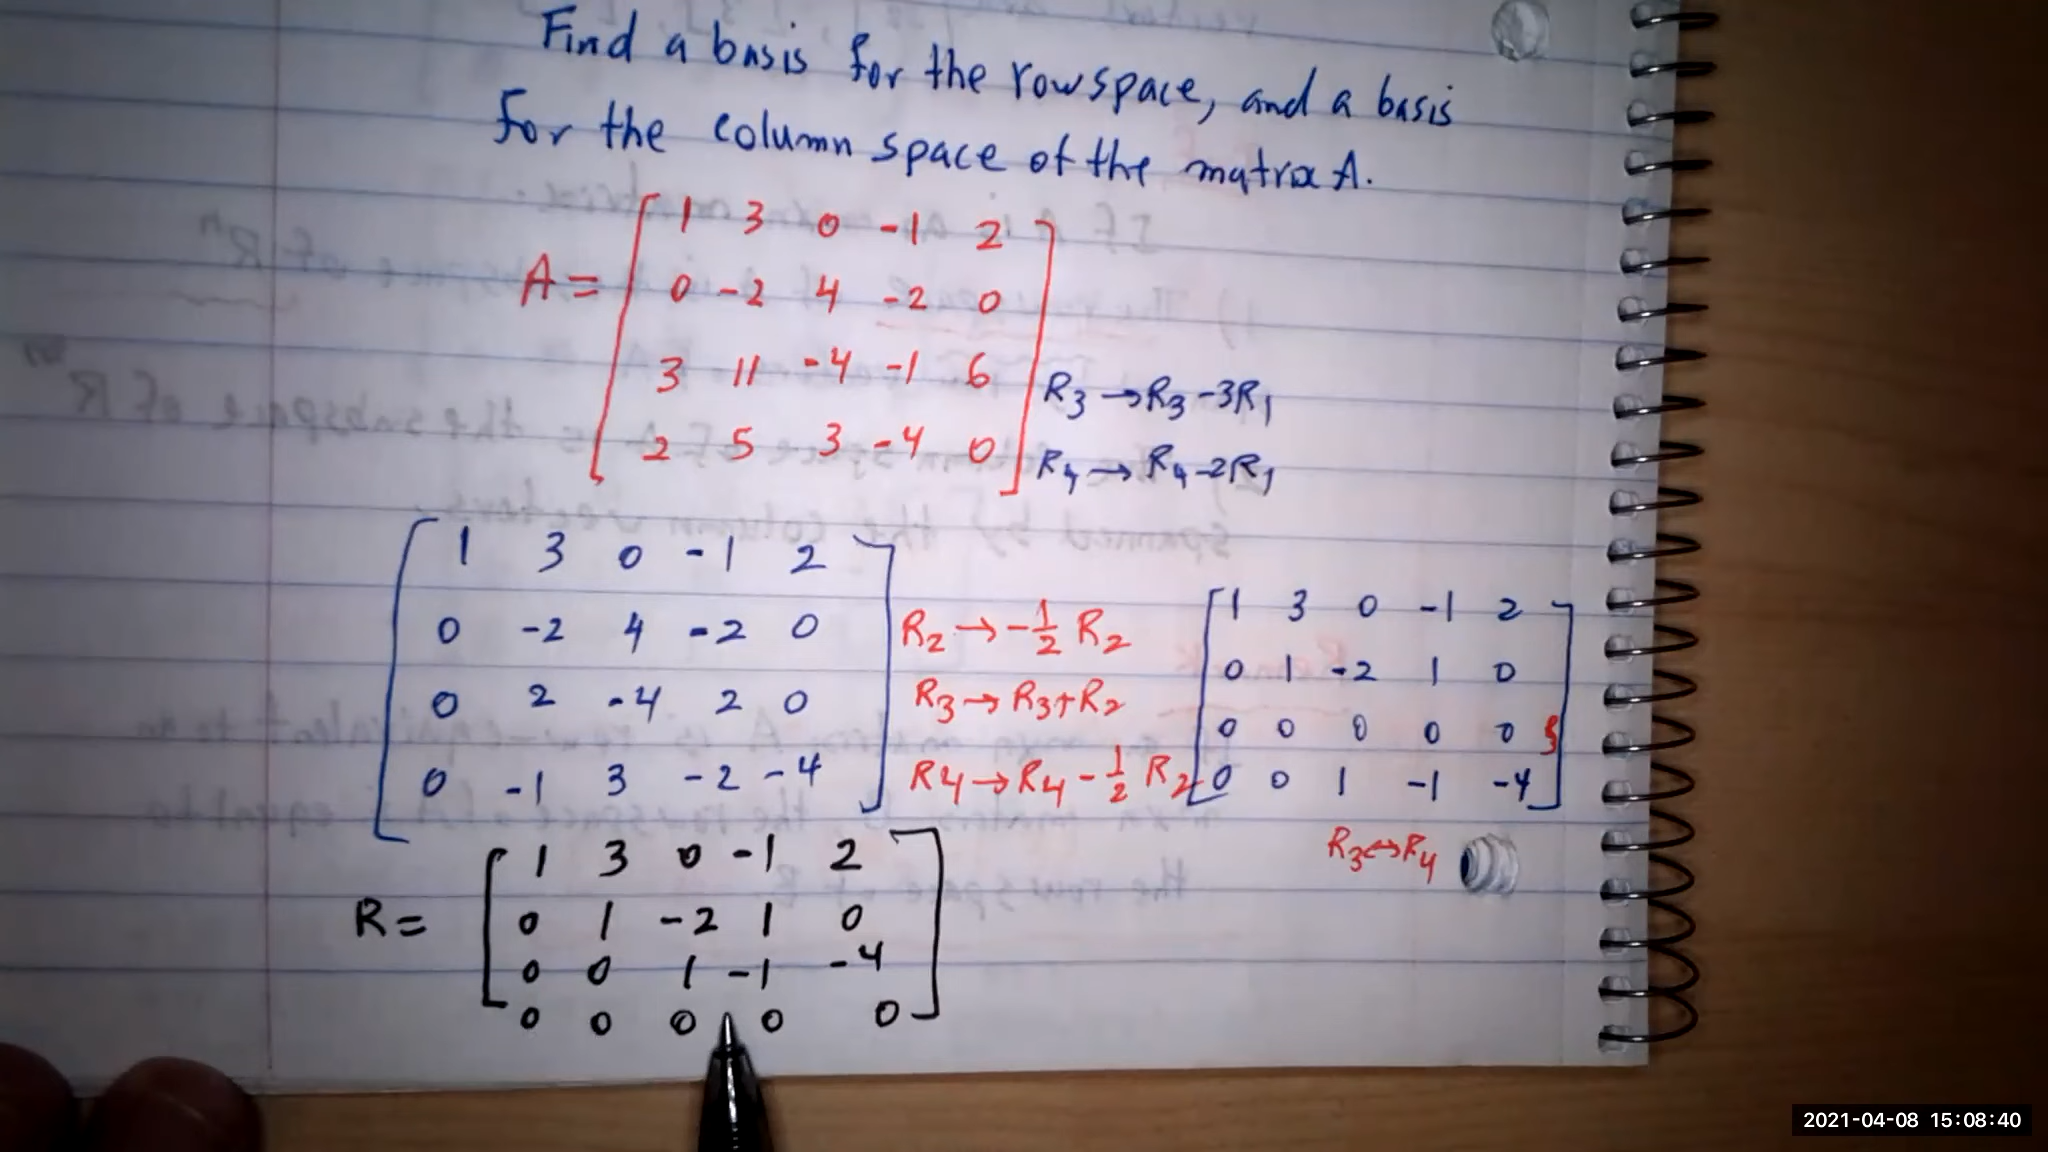 Find a basis for the rowspace, and a basis
for the column space of the matrix A.
A = [ 1 3 0 -1 2
0 -2 4 -2 0
3 11 -4 -1 6
2 5 3 -4 0 ]
R3 → R3 - 3R1
R4 → R4 - 2R1
[ 1 3 0 -1 2
0 -2 4 -2 0
0 2 -4 2 0
0 -1 3 -2 -4 ]
R2 → -1/2 R2
R3 → R3 + R2
R4 → R4 - 1/2 R2
[ 1 3 0 -1 2
0 1 -2 1 0
0 0 0 0 0
0 0 1 -1 -4 ]
R3 ↔ R4
R = [ 1 3 0 -1 2
0 1 -2 1 0
0 0 1 -1 -4
0 0 0 0 0 ]
2021-04-08 15:08:40